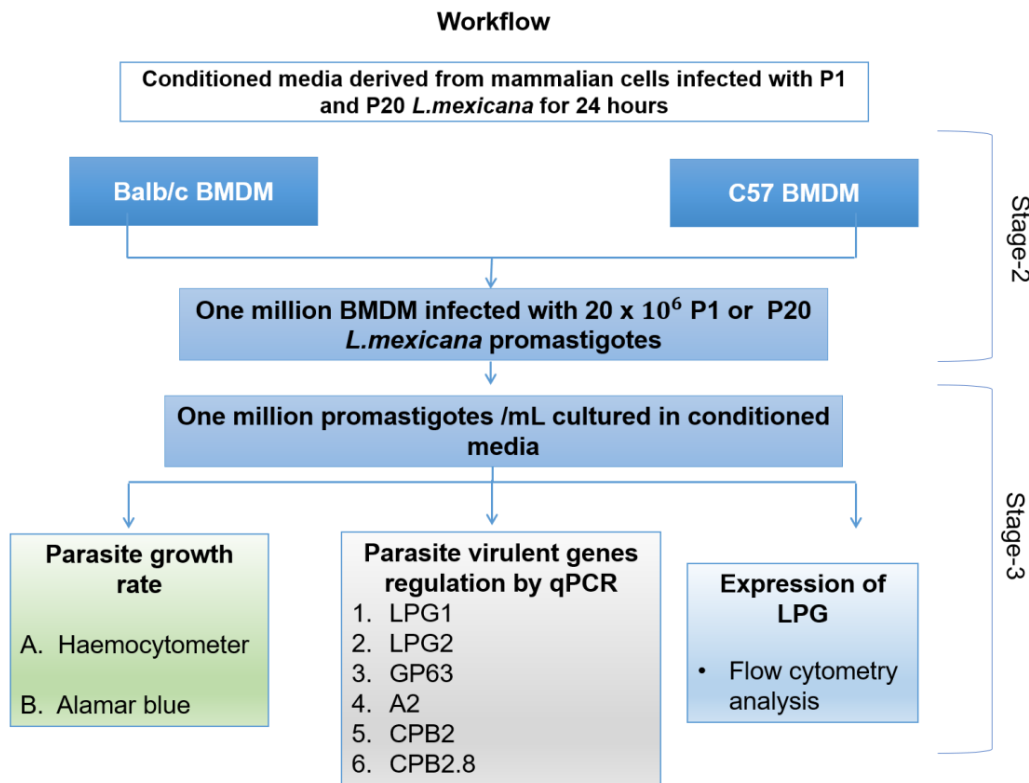 Workflow
Conditioned media derived from mammalian cells infected with P1
and P20 L.mexicana for 24 hours
Balb/c BMDM
C57 BMDM
Stage-2
One million BMDM infected with 20 x 10⁶ P1 or P20
L.mexicana promastigotes
One million promastigotes /mL cultured in conditioned
media
Stage-3
Parasite growth
rate
A. Haemocytometer
B. Alamar blue
Parasite virulent genes
regulation by qPCR
1. LPG1
2. LPG2
3. GP63
4. A2
5. CPB2
6. CPB2.8
Expression of
LPG
• Flow cytometry
analysis